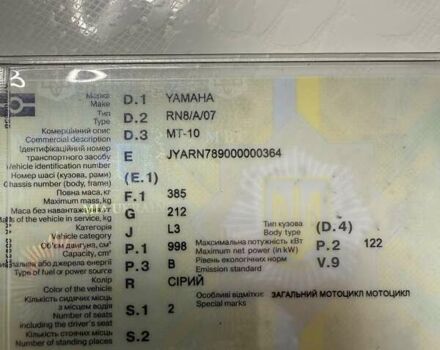 Марка D.1 YAMAHA
Make
Тип D.2 RN8/A/07
Type
Комерційний опис D.3 MT-10
Commercial description
Ідентифікаційний номер
транспортного засобу E JYARN789000000364
Vehicle identification number
Номер шасі (кузова, рами) (E.1)
Chassis number (body, frame)
Повна маса, кг F.1 385
Maximum mass, kg
Маса без навантаження G 212
of the vehicle in service, kg
Категорія J L3
Vehicle category
Об'єм двигуна, см³ P.1 998
Capacity, cm³
або джерела енергії P.3 B
Type of fuel or power source
Колір R СІРИЙ
Color of the vehicle
Кількість сидячих місць
з місцем водія S.1 2
Number of seats
including the driver's seat
Кількість стоячих місць S.2
Number of standing places
Тип кузова (D.4)
Body type
Максимальна потужність кВт P.2 122
Maximum net power (in kW)
Рівень екологічних норм V.9
Emission standard
Особливі відмітки: ЗАГАЛЬНИЙ МОТОЦИКЛ МОТОЦИКЛ
Special marks